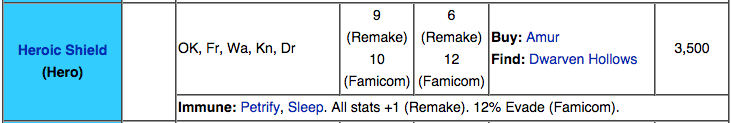 Heroic Shield
(Hero)
OK, Fr, Wa, Kn, Dr
9
(Remake)
10
(Famicom)
6
(Remake)
12
(Famicom)
Buy: Amur
Find: Dwarven Hollows
3,500
Immune: Petrify, Sleep. All stats +1 (Remake). 12% Evade (Famicom).